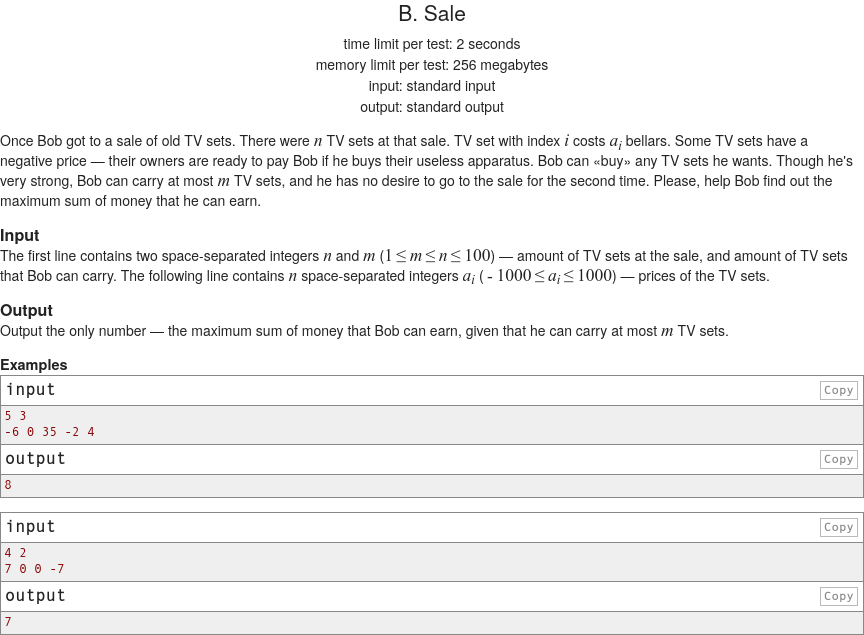 B. Sale
time limit per test: 2 seconds
memory limit per test: 256 megabytes
input: standard input
output: standard output
Once Bob got to a sale of old TV sets. There were n TV sets at that sale. TV set with index i costs aᵢ bellars. Some TV sets have a
negative price — their owners are ready to pay Bob if he buys their useless apparatus. Bob can «buy» any TV sets he wants. Though he's
very strong, Bob can carry at most m TV sets, and he has no desire to go to the sale for the second time. Please, help Bob find out the
maximum sum of money that he can earn.
Input
The first line contains two space-separated integers n and m (1 ≤ m ≤ n ≤ 100) — amount of TV sets at the sale, and amount of TV sets
that Bob can carry. The following line contains n space-separated integers aᵢ ( - 1000 ≤ aᵢ ≤ 1000) — prices of the TV sets.
Output
Output the only number — the maximum sum of money that Bob can earn, given that he can carry at most m TV sets.
Examples
input Copy
5 3
-6 0 35 -2 4
output Copy
8
input Copy
4 2
7 0 0 -7
output Copy
7